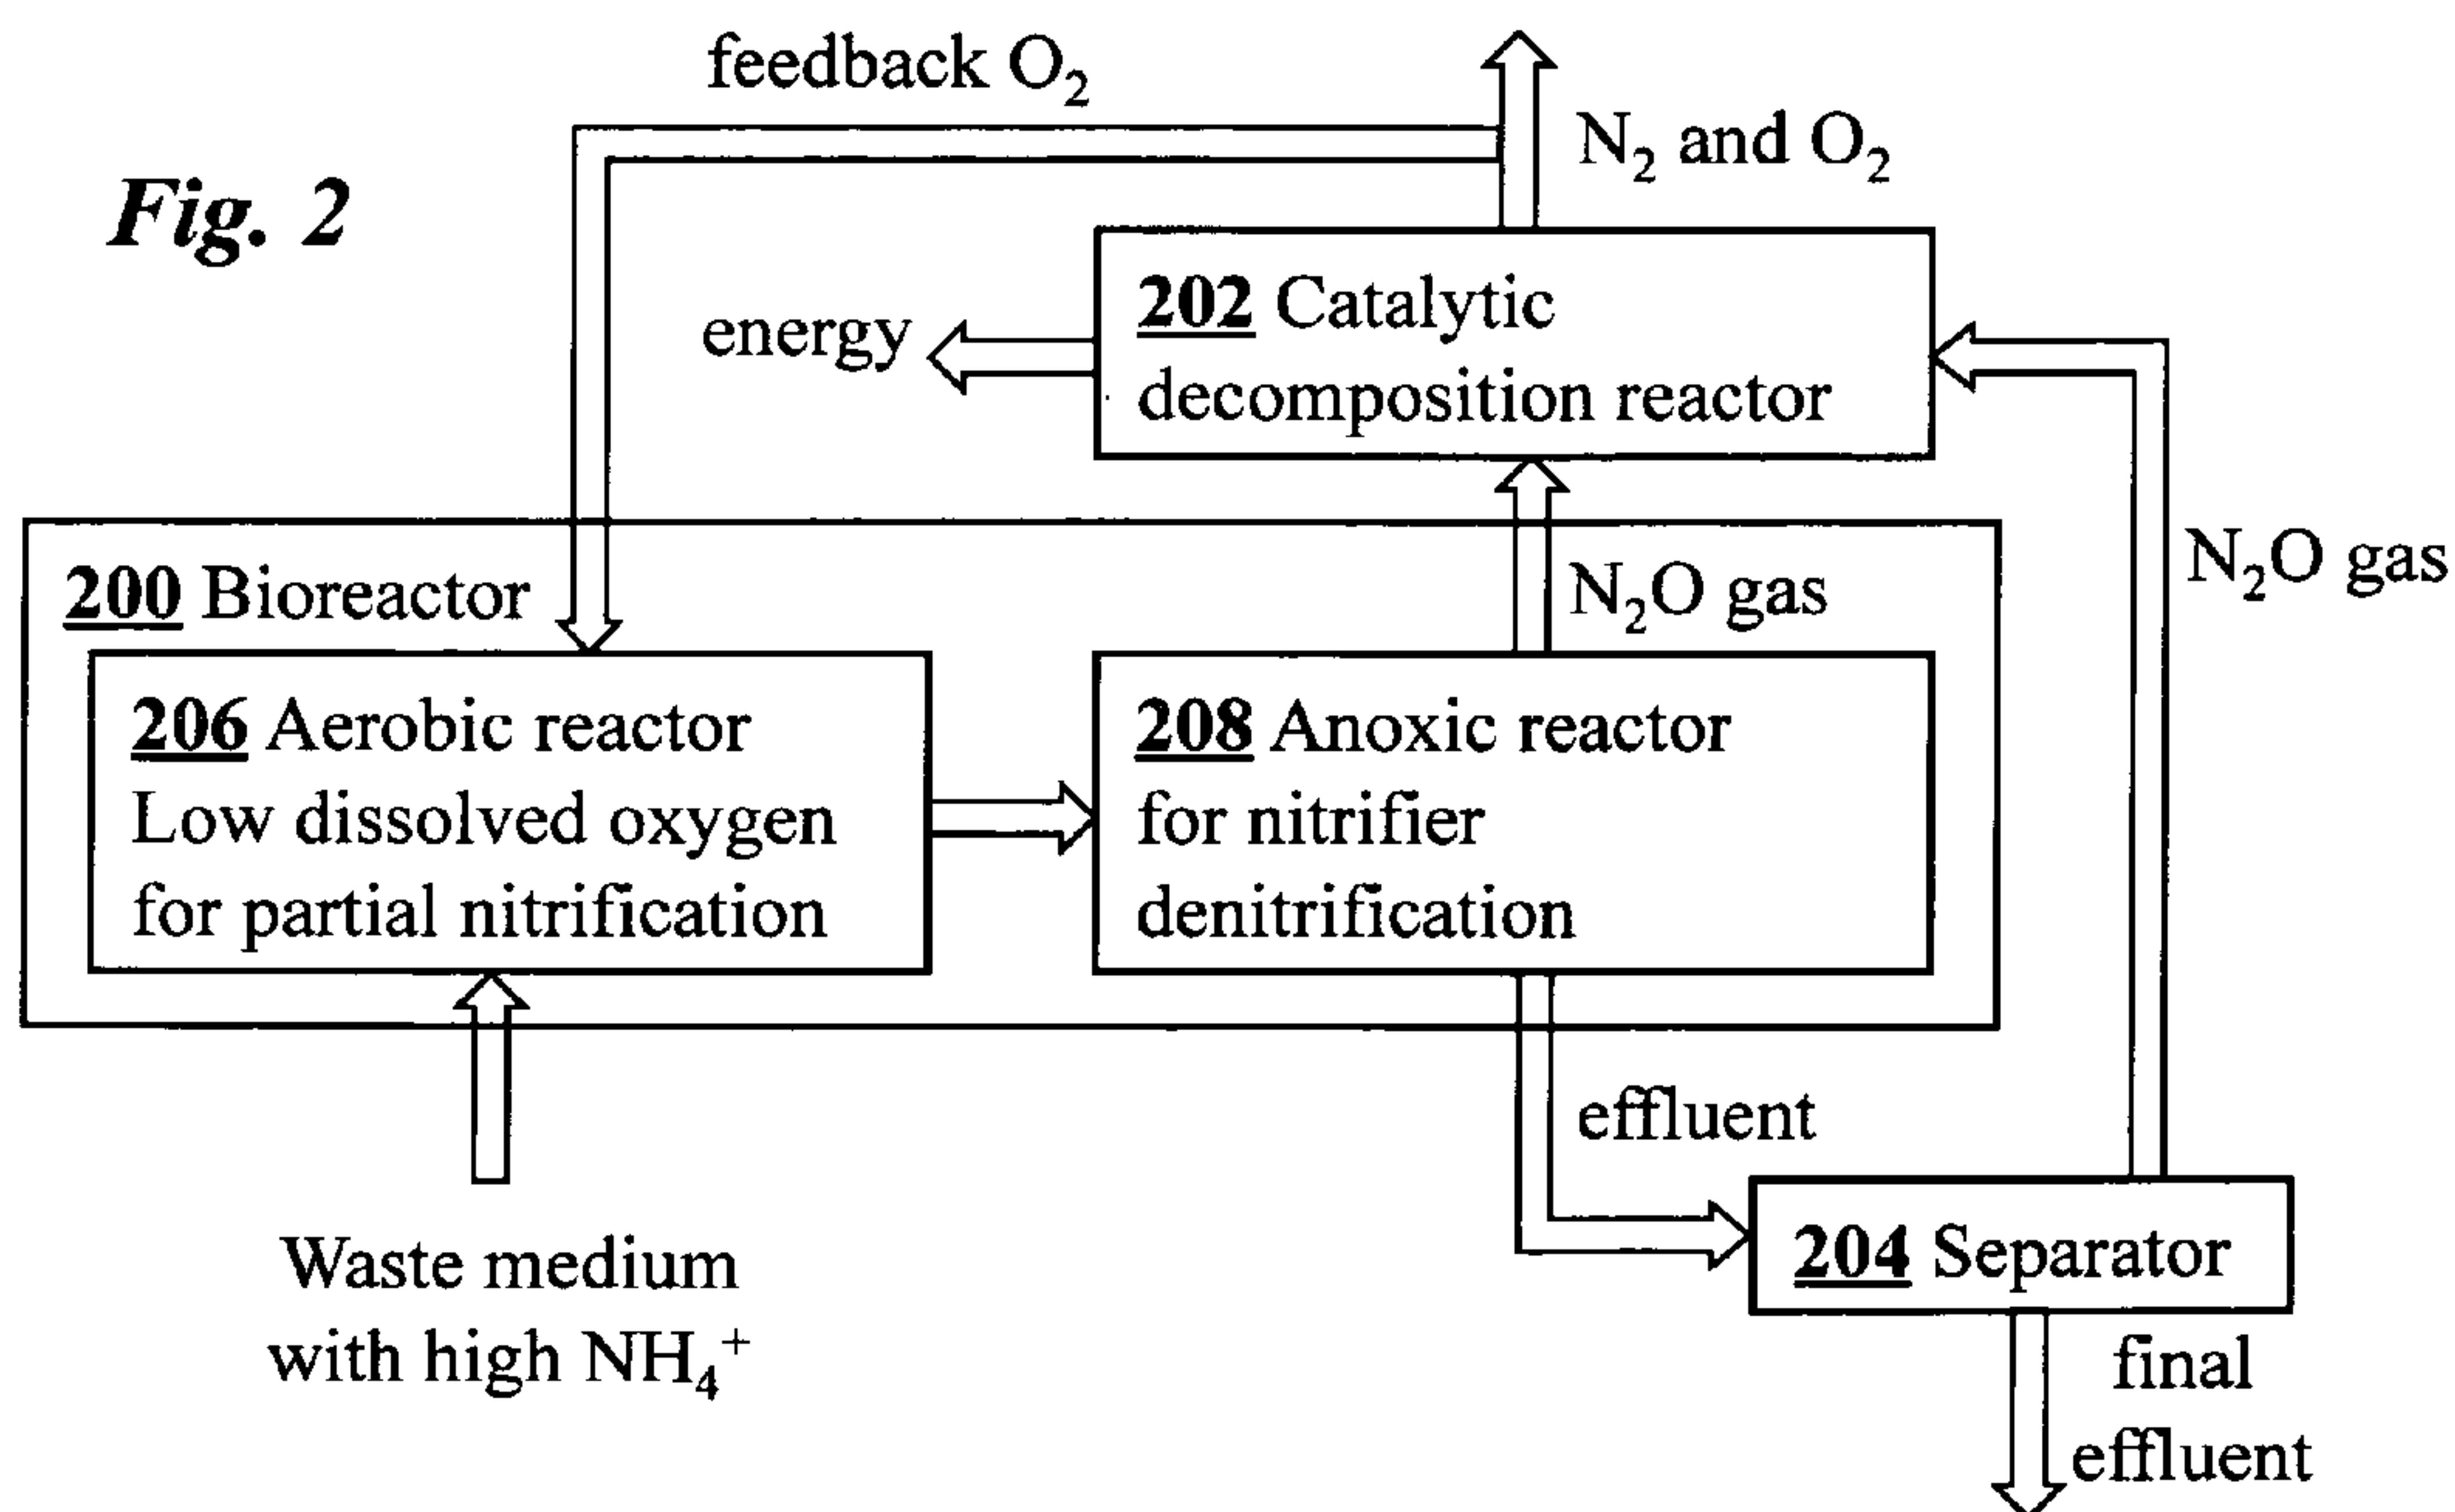 feedback O₂
N₂ and O₂
Fig. 2
202 Catalytic
decomposition reactor
energy
N₂O gas
200 Bioreactor
N₂O gas
206 Aerobic reactor
Low dissolved oxygen
for partial nitrification
208 Anoxic reactor
for nitrifier
denitrification
effluent
Waste medium
with high NH₄⁺
204 Separator
final
effluent